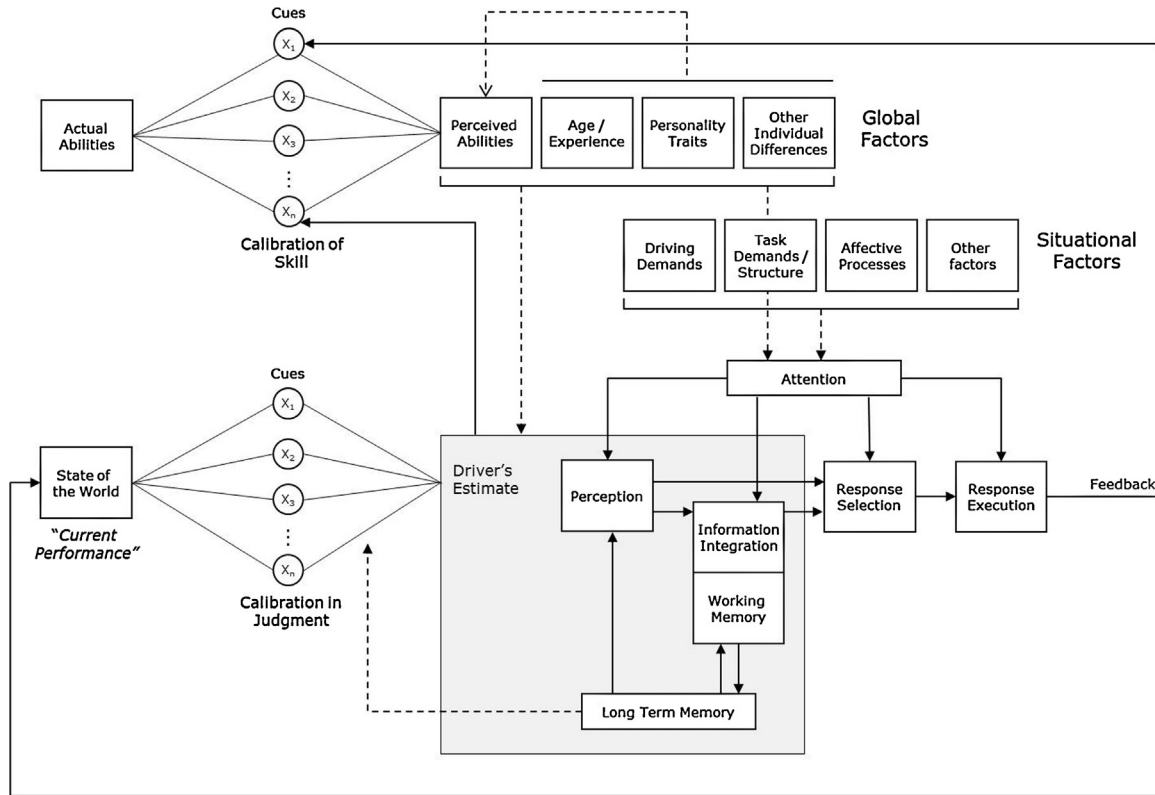 Cues
X1
X2
X3
⋮
Xn
Actual
Abilities
Calibration of
Skill
Perceived
Abilities
Age /
Experience
Personality
Traits
Other
Individual
Differences
Global
Factors
Driving
Demands
Task
Demands /
Structure
Affective
Processes
Other
factors
Situational
Factors
Attention
Cues
X1
X2
X3
⋮
Xn
State of
the World
"Current
Performance"
Calibration in
Judgment
Driver's
Estimate
Perception
Information
Integration
Working
Memory
Long Term Memory
Response
Selection
Response
Execution
Feedback